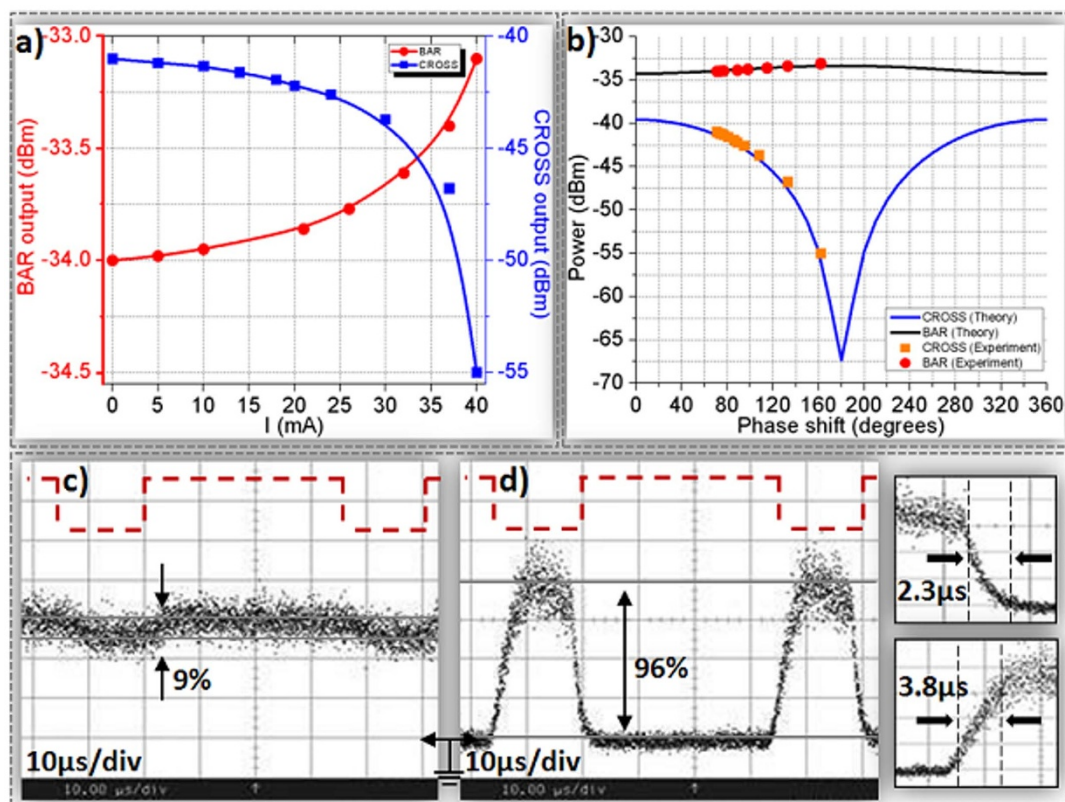 a)
-33.0
-33.5
-34.0
-34.5
BAR output (dBm)
BAR
CROSS
-40
-45
-50
-55
CROSS output (dBm)
0 5 10 15 20 25 30 35 40
I (mA)
b)
-30
-35
-40
-45
-50
-55
-60
-65
-70
Power (dBm)
CROSS (Theory)
BAR (Theory)
CROSS (Experiment)
BAR (Experiment)
0 40 80 120 160 200 240 280 320 360
Phase shift (degrees)
c)
9%
10µs/div
10.00 µs/div
d)
96%
10µs/div
10.00 µs/div
2.3µs
3.8µs